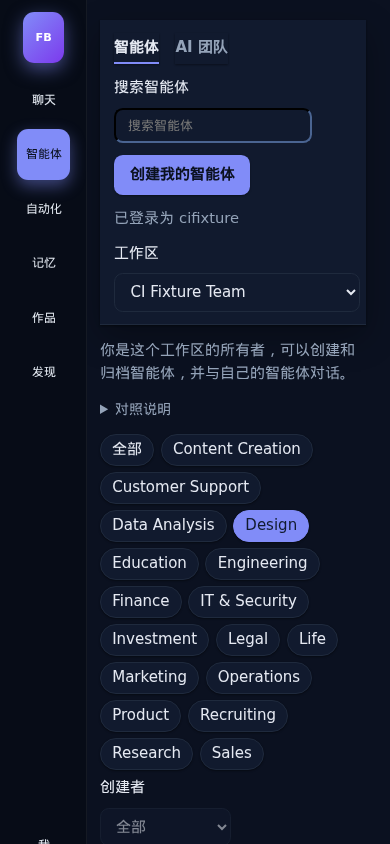 FB
聊天
智能体
自动化
记忆
作品
发现
智能体 AI 团队
搜索智能体
搜索智能体
创建我的智能体
已登录为 cifixture
工作区
CI Fixture Team
你是这个工作区的所有者，可以创建和
归档智能体，并与自己的智能体对话。
对照说明
全部 Content Creation
Customer Support
Data Analysis Design
Education Engineering
Finance IT & Security
Investment Legal Life
Marketing Operations
Product Recruiting
Research Sales
创建者
全部